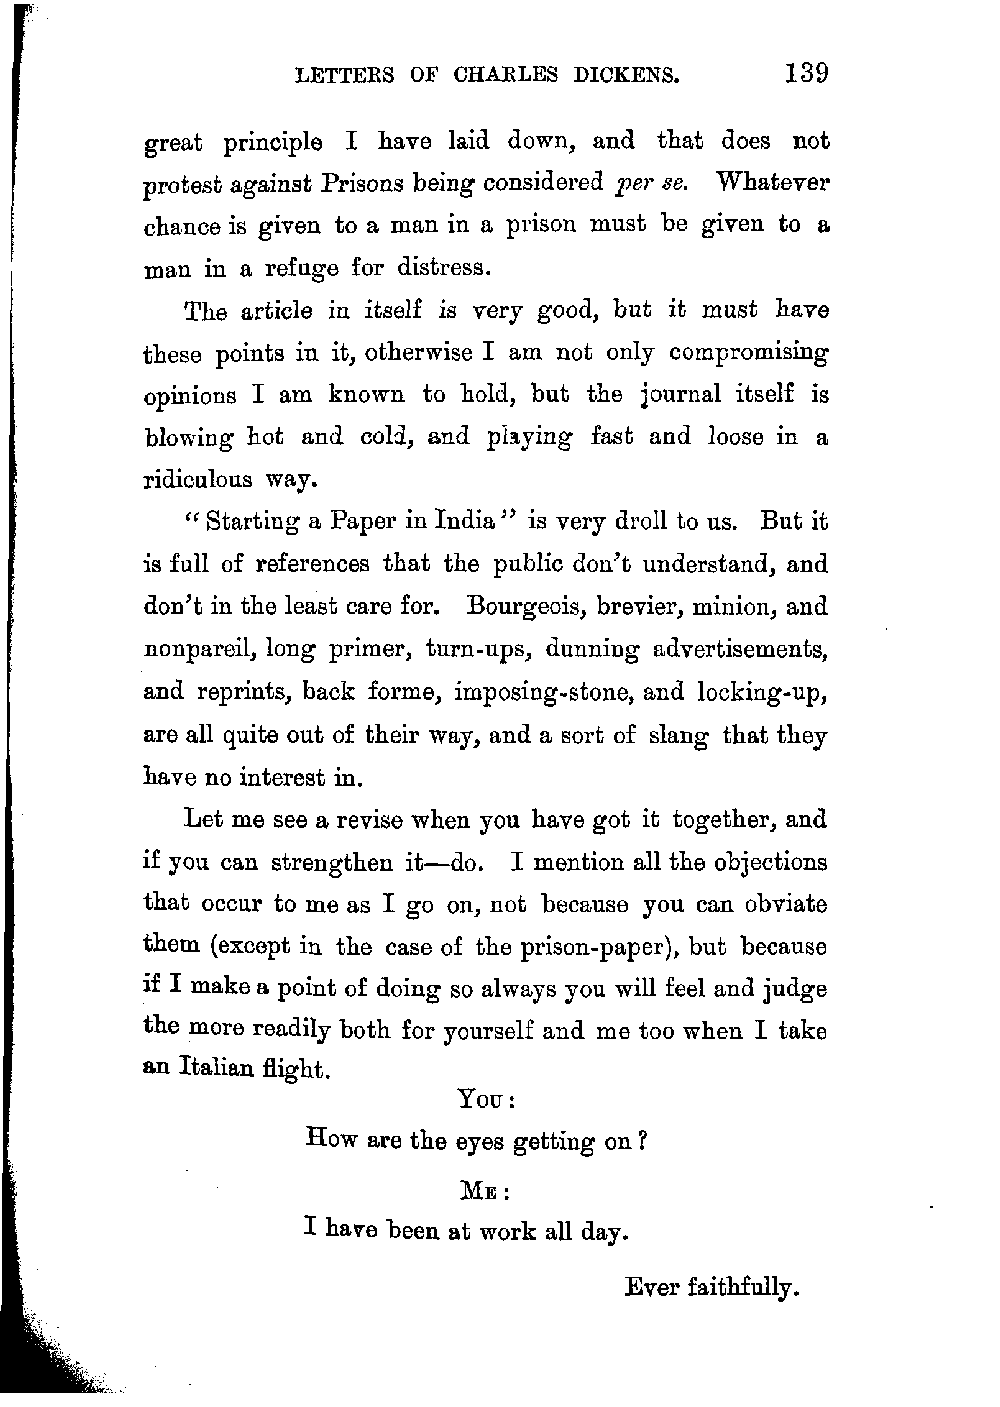 LETTERS OF CHARLES DICKENS. 139
great principle I have laid down, and that does not
protest against Prisons being considered per se. Whatever
chance is given to a man in a prison must be given to a
man in a refuge for distress.
The article in itself is very good, but it must have
these points in it, otherwise I am not only compromising
opinions I am known to hold, but the journal itself is
blowing hot and cold, and playing fast and loose in a
ridiculous way.
“Starting a Paper in India” is very droll to us. But it
is full of references that the public don’t understand, and
don’t in the least care for. Bourgeois, brevier, minion, and
nonpareil, long primer, turn-ups, dunning advertisements,
and reprints, back forme, imposing-stone, and locking-up,
are all quite out of their way, and a sort of slang that they
have no interest in.
Let me see a revise when you have got it together, and
if you can strengthen it—do. I mention all the objections
that occur to me as I go on, not because you can obviate
them (except in the case of the prison-paper), but because
if I make a point of doing so always you will feel and judge
the more readily both for yourself and me too when I take
an Italian flight.
YOU:
How are the eyes getting on?
ME:
I have been at work all day.
Ever faithfully.